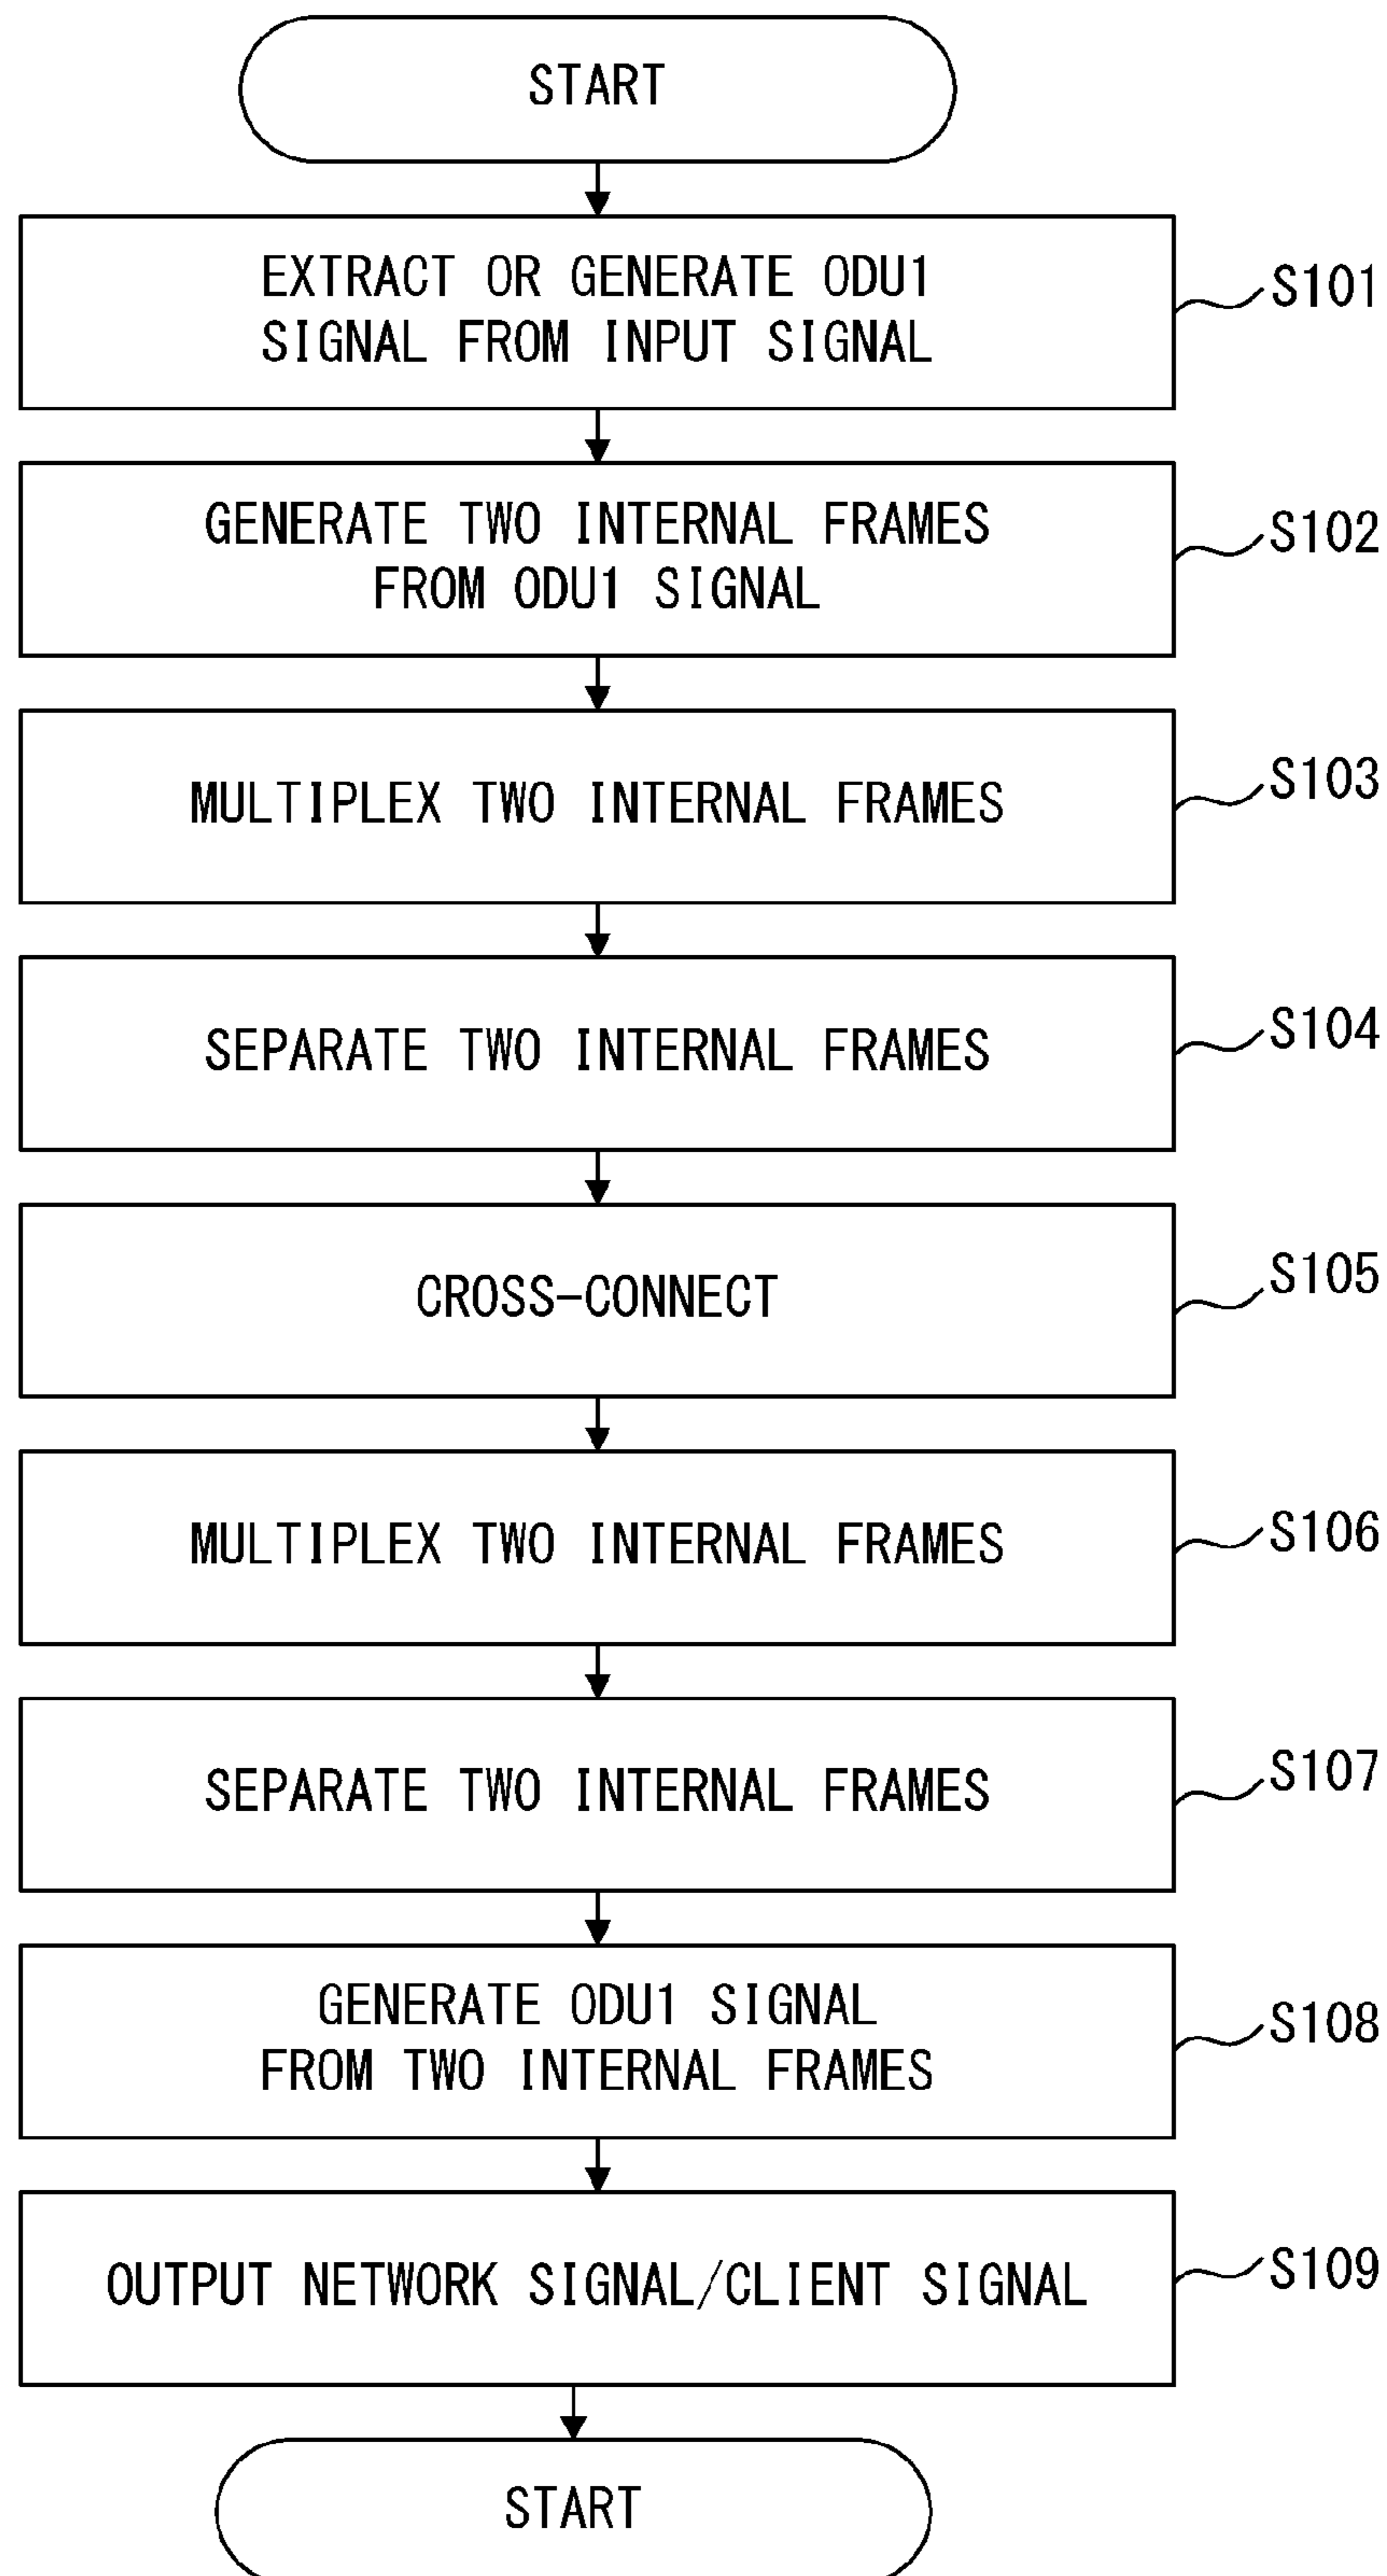 START
EXTRACT OR GENERATE ODU1
SIGNAL FROM INPUT SIGNAL
S101
GENERATE TWO INTERNAL FRAMES
FROM ODU1 SIGNAL
S102
MULTIPLEX TWO INTERNAL FRAMES
S103
SEPARATE TWO INTERNAL FRAMES
S104
CROSS-CONNECT
S105
MULTIPLEX TWO INTERNAL FRAMES
S106
SEPARATE TWO INTERNAL FRAMES
S107
GENERATE ODU1 SIGNAL
FROM TWO INTERNAL FRAMES
S108
OUTPUT NETWORK SIGNAL/CLIENT SIGNAL
S109
START